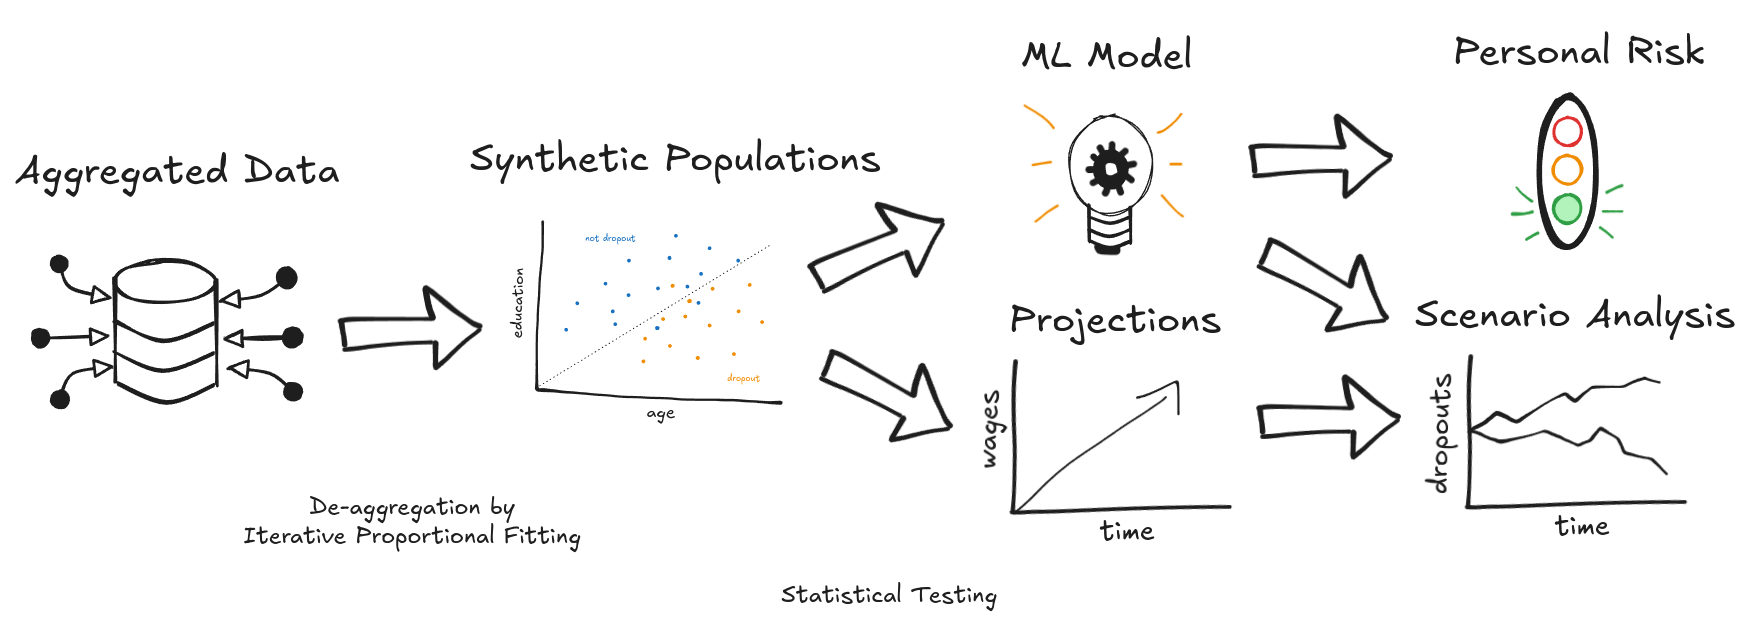 Aggregated Data
Synthetic Populations
not dropout
education
dropout
age
ML Model
Personal Risk
Projections
wages
time
Scenario Analysis
dropouts
time
De-aggregation by
Iterative Proportional Fitting
Statistical Testing